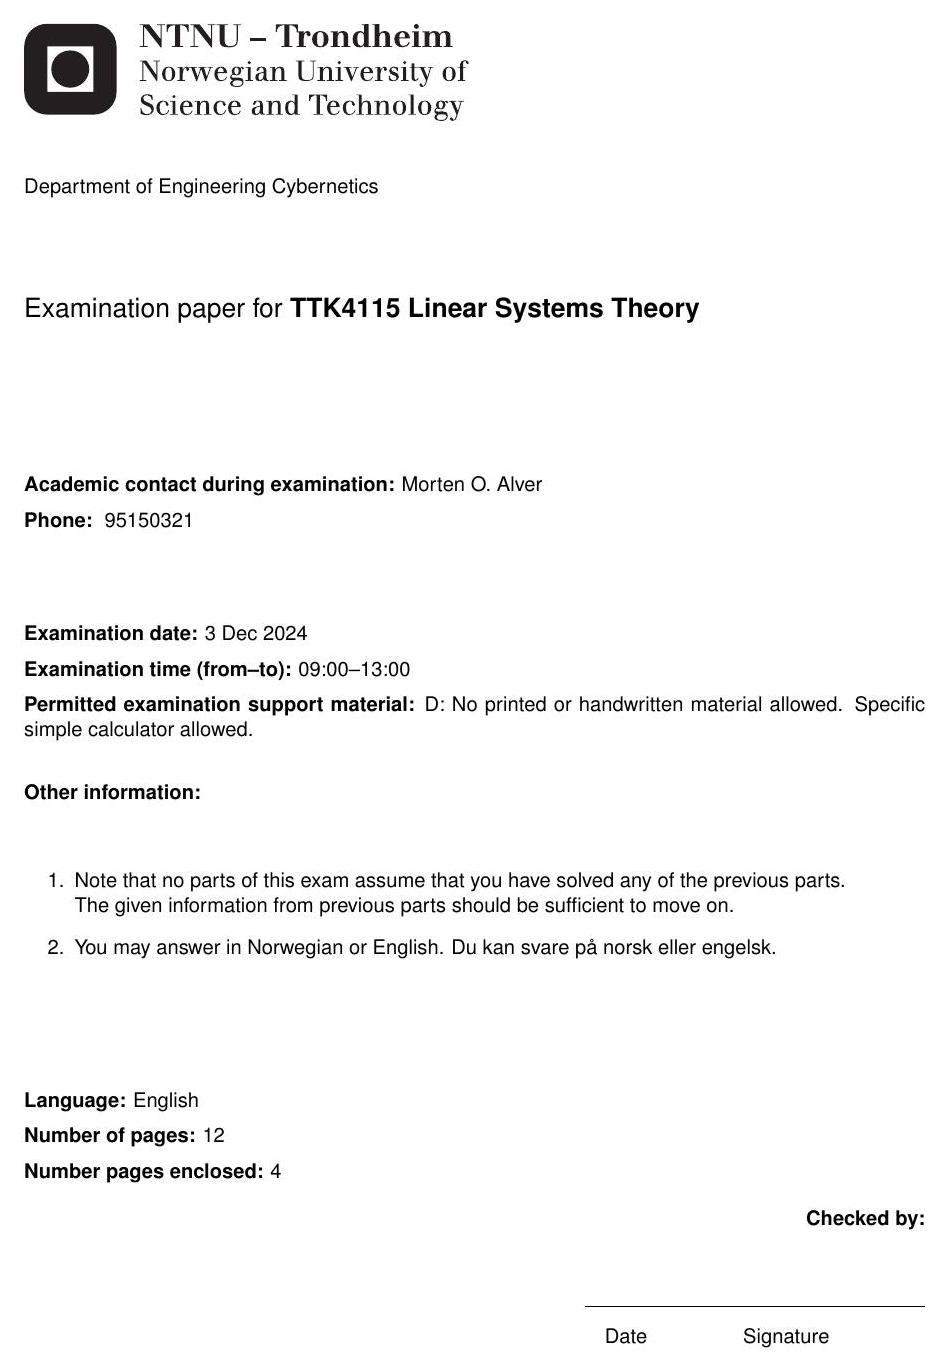 NTNU – Trondheim
Norwegian University of
Science and Technology
Department of Engineering Cybernetics
Examination paper for TTK4115 Linear Systems Theory
Academic contact during examination: Morten O. Alver
Phone: 95150321
Examination date: 3 Dec 2024
Examination time (from–to): 09:00–13:00
Permitted examination support material: D: No printed or handwritten material allowed. Specific
simple calculator allowed.
Other information:
1. Note that no parts of this exam assume that you have solved any of the previous parts.
The given information from previous parts should be sufficient to move on.
2. You may answer in Norwegian or English. Du kan svare på norsk eller engelsk.
Language: English
Number of pages: 12
Number pages enclosed: 4
Checked by:
Date Signature